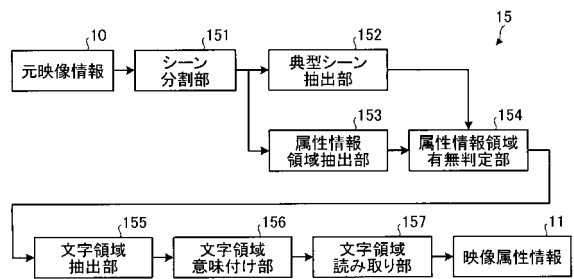 15
10
元映像情報
151
シーン
分割部
152
典型シーン
抽出部
153
属性情報
領域抽出部
154
属性情報領域
有無判定部
155
文字領域
抽出部
156
文字領域
意味付け部
157
文字領域
読み取り部
11
映像属性情報